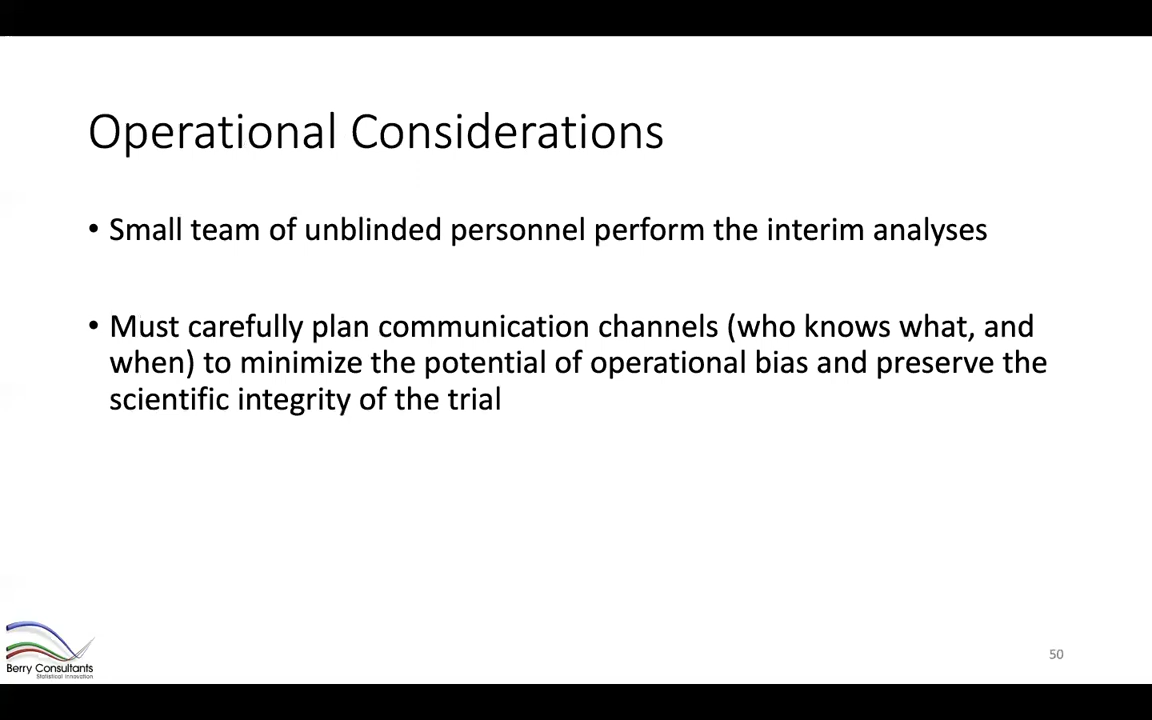 Operational Considerations
• Small team of unblinded personnel perform the interim analyses
• Must carefully plan communication channels (who knows what, and
when) to minimize the potential of operational bias and preserve the
scientific integrity of the trial
Berry Consultants
Statistical Innovation
50